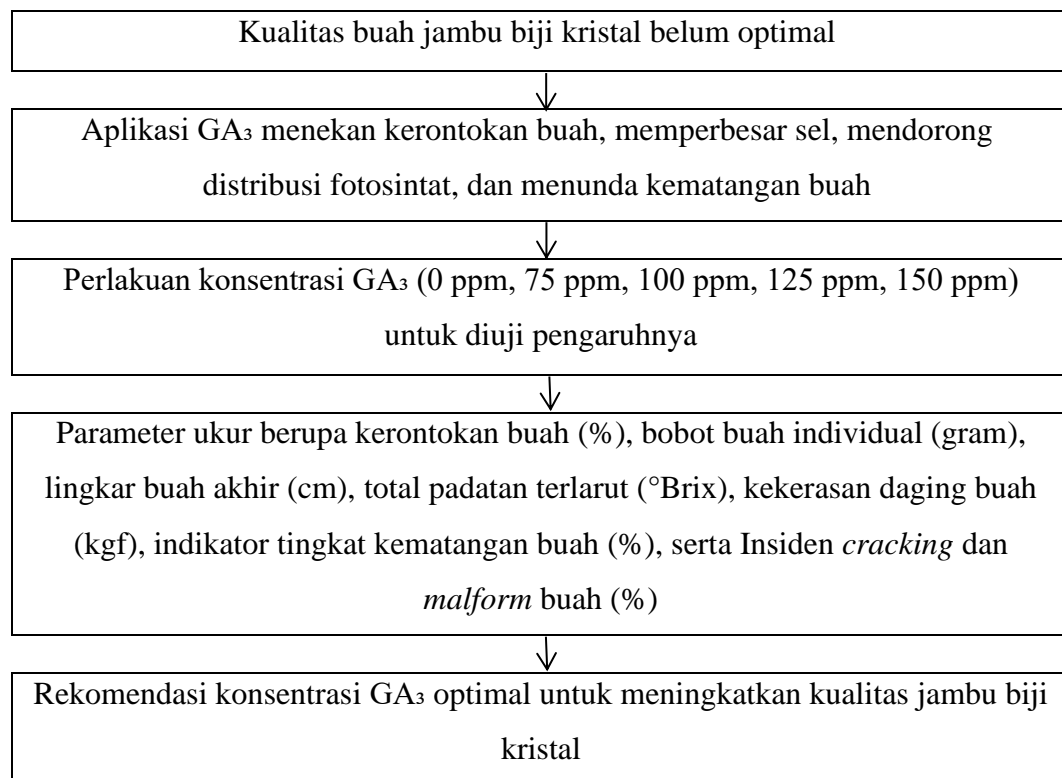 Kualitas buah jambu biji kristal belum optimal
Aplikasi GA₃ menekan kerontokan buah, memperbesar sel, mendorong
distribusi fotosintat, dan menunda kematangan buah
Perlakuan konsentrasi GA₃ (0 ppm, 75 ppm, 100 ppm, 125 ppm, 150 ppm)
untuk diuji pengaruhnya
Parameter ukur berupa kerontokan buah (%), bobot buah individual (gram),
lingkar buah akhir (cm), total padatan terlarut (°Brix), kekerasan daging buah
(kgf), indikator tingkat kematangan buah (%), serta Insiden cracking dan
malform buah (%)
Rekomendasi konsentrasi GA₃ optimal untuk meningkatkan kualitas jambu biji
kristal